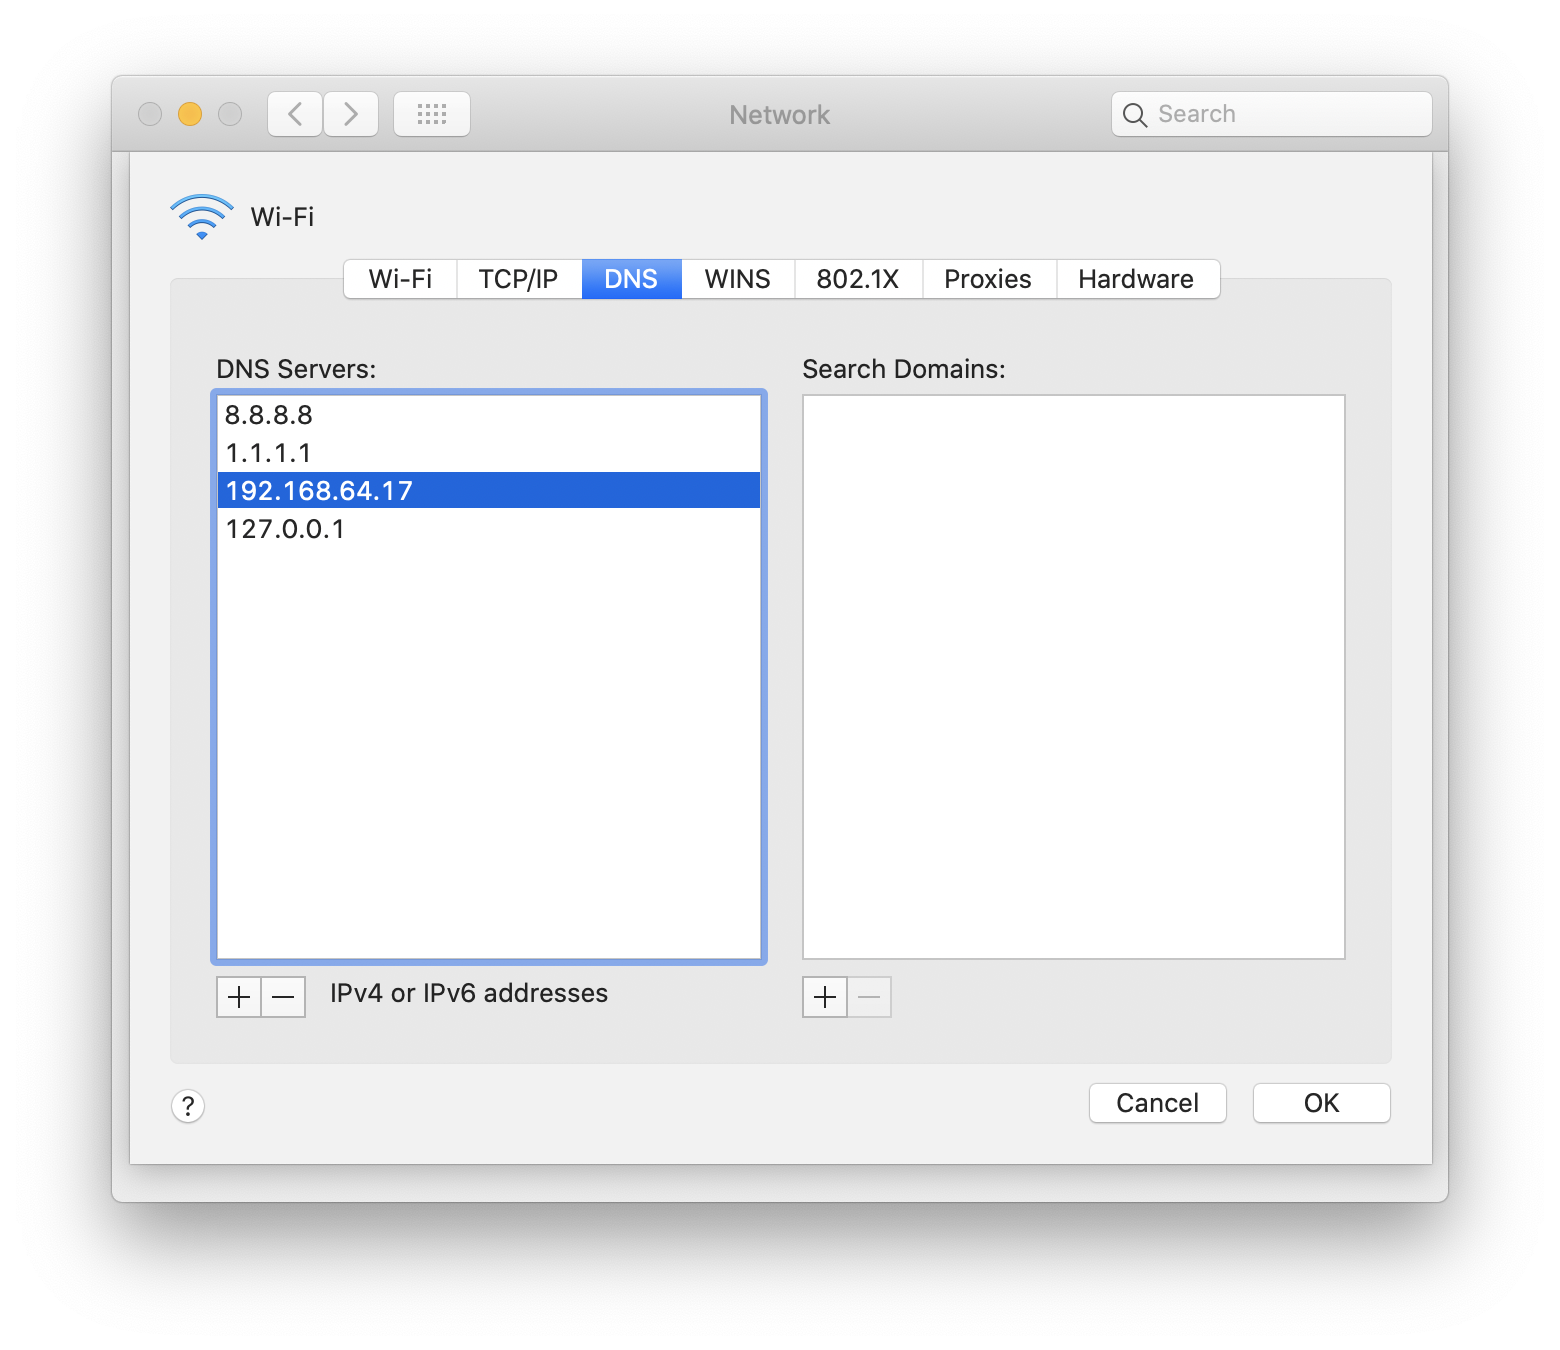 Network
Search
Wi-Fi
Wi-Fi TCP/IP DNS WINS 802.1X Proxies Hardware
DNS Servers:
8.8.8.8
1.1.1.1
192.168.64.17
127.0.0.1
IPv4 or IPv6 addresses
Search Domains:
?
Cancel
OK